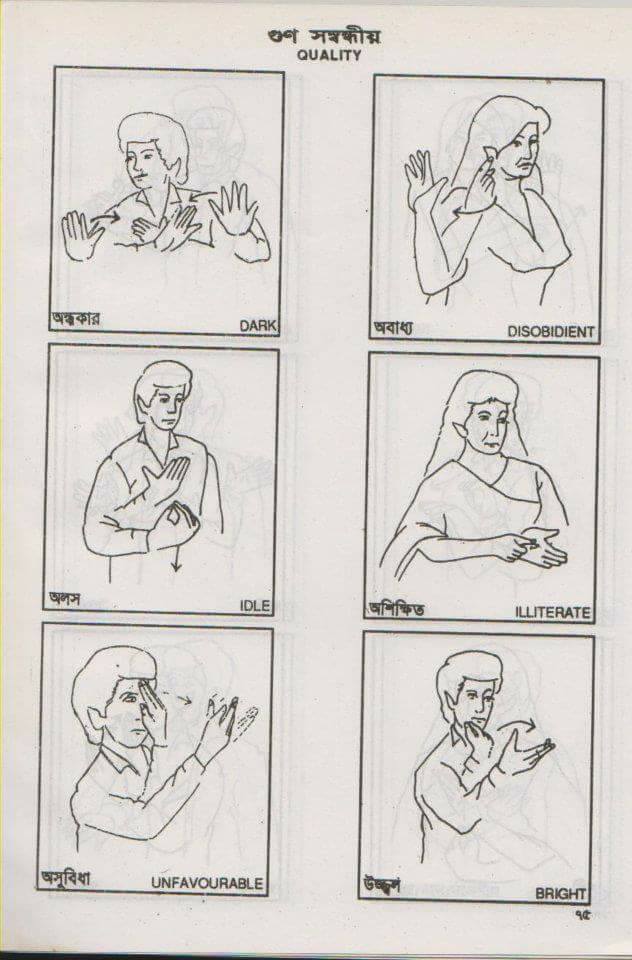 গুণ সম্বন্ধীয়
QUALITY
অন্ধকার DARK
অবাধ্য DISOBIDIENT
অলস IDLE
অশিক্ষিত ILLITERATE
অসুবিধা UNFAVOURABLE
উজ্জ্বল BRIGHT
৭৫